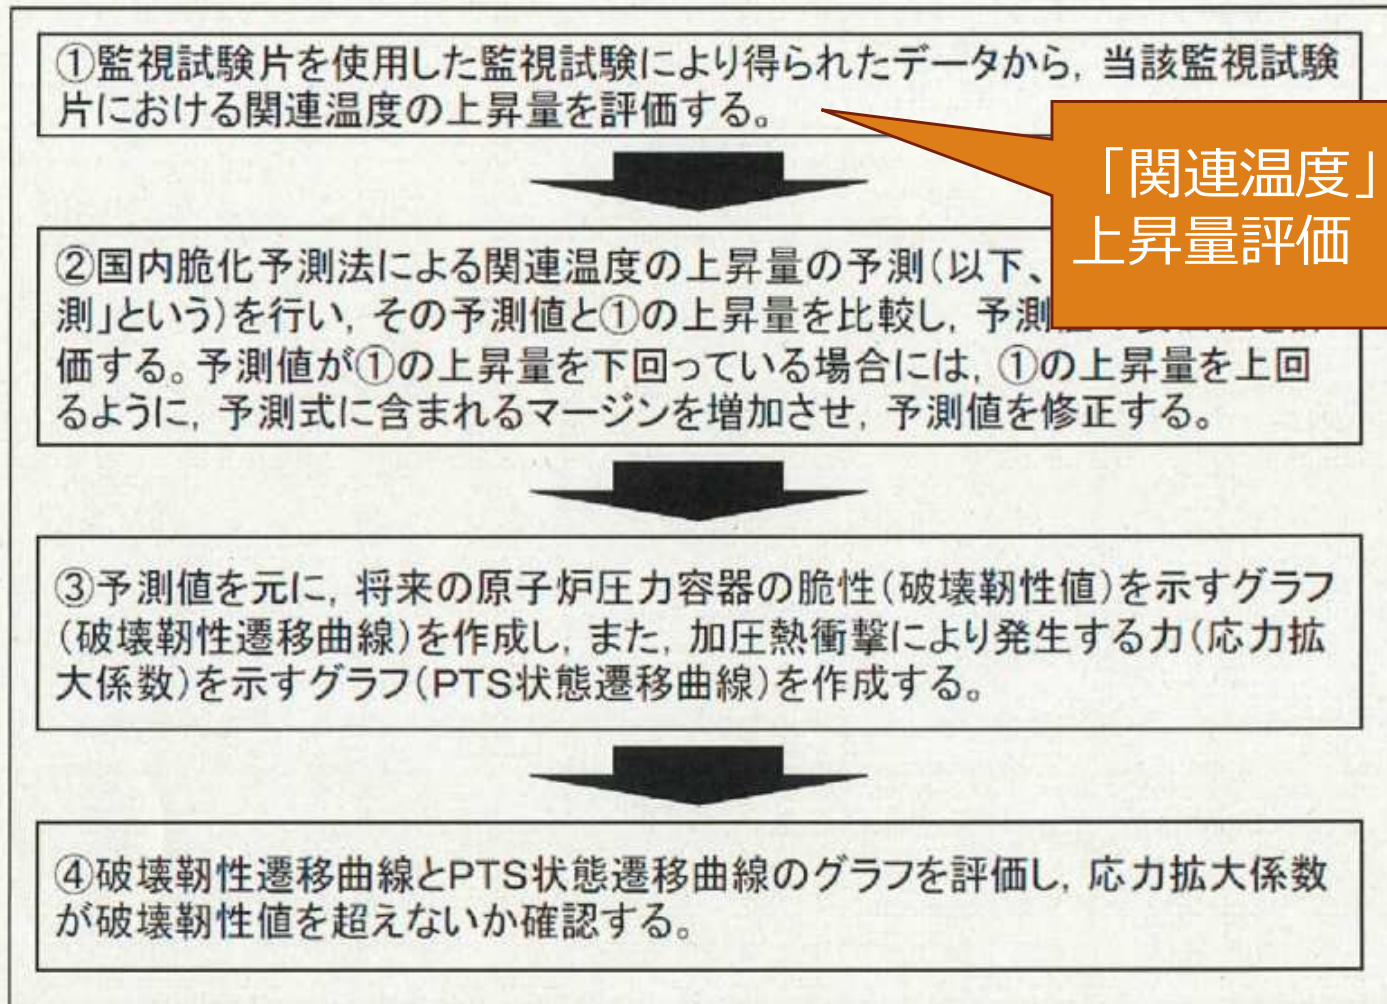 ①監視試験片を使用した監視試験により得られたデータから, 当該監視試験
片における関連温度の上昇量を評価する。
「関連温度」
上昇量評価
②国内脆化予測法による関連温度の上昇量の予測(以下、
測」という)を行い, その予測値と①の上昇量を比較し, 予測
価する。予測値が①の上昇量を下回っている場合には, ①の上昇量を上回
るように, 予測式に含まれるマージンを増加させ, 予測値を修正する。
③予測値を元に, 将来の原子炉圧力容器の脆性(破壊靭性値)を示すグラフ
(破壊靭性遷移曲線)を作成し, また, 加圧熱衝撃により発生する力(応力拡
大係数)を示すグラフ(PTS状態遷移曲線)を作成する。
④破壊靭性遷移曲線とPTS状態遷移曲線のグラフを評価し, 応力拡大係数
が破壊靭性値を超えないか確認する。